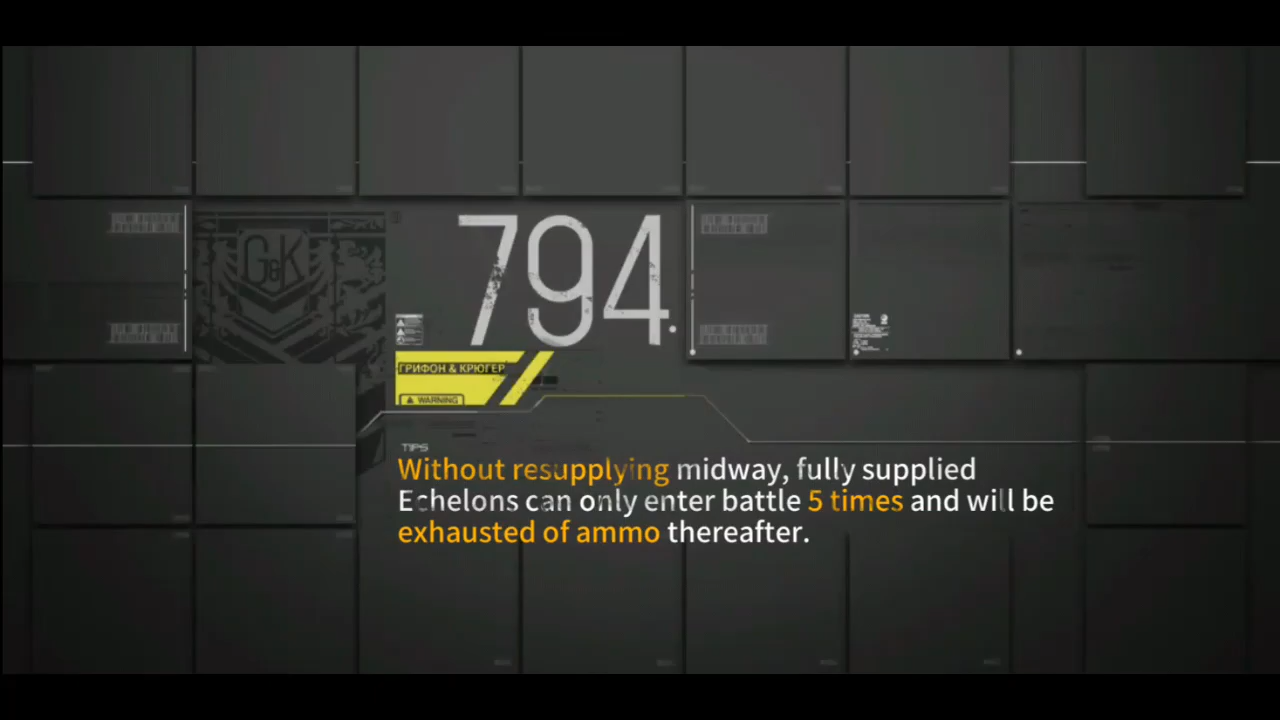 G&K
794.
ГРИФОН & КРЮГЕР
WARNING
TIPS
Without resupplying midway, fully supplied
Echelons can only enter battle 5 times and will be
exhausted of ammo thereafter.